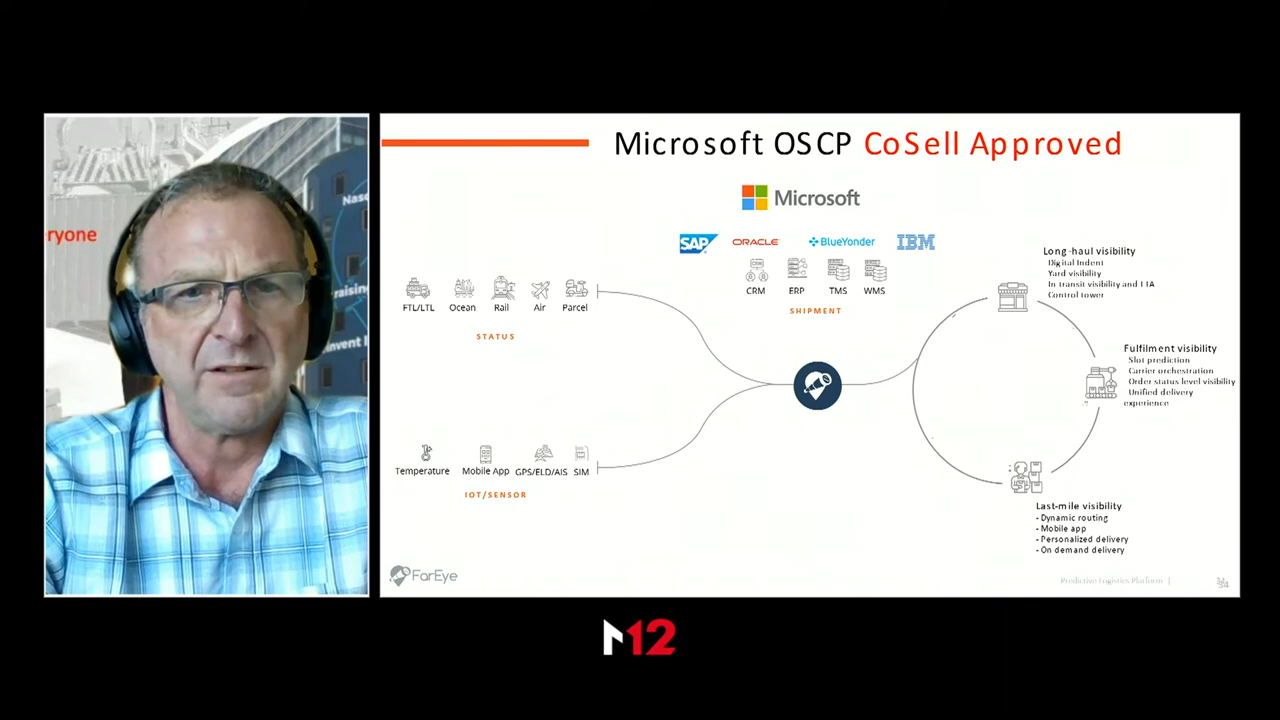 ryone
Nasd
raising
invent
Microsoft OSCP CoSell Approved
Microsoft
SAP
ORACLE
BlueYonder
IBM
CRM
ERP
TMS
WMS
SHIPMENT
FTL/LTL
Ocean
Rail
Air
Parcel
STATUS
Temperature
Mobile App
GPS/ELD/AIS
SIM
IOT/SENSOR
Long-haul visibility
Digital Indent
Yard visibility
In transit visibility and ETA
Control tower
Fulfilment visibility
Slot prediction
Carrier orchestration
Order status level visibility
Unified delivery
experience
Last-mile visibility
- Dynamic routing
- Mobile app
- Personalized delivery
- On demand delivery
FarEye
Predictive Logistics Platform |
M12